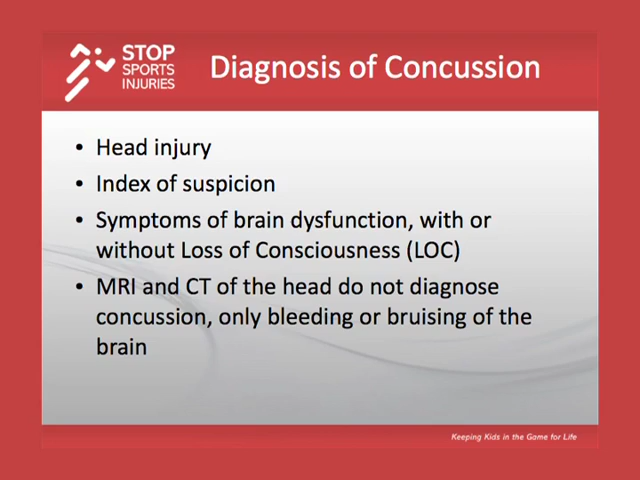 STOP
SPORTS
INJURIES
Diagnosis of Concussion
• Head injury
• Index of suspicion
• Symptoms of brain dysfunction, with or
without Loss of Consciousness (LOC)
• MRI and CT of the head do not diagnose
concussion, only bleeding or bruising of the
brain
Keeping Kids in the Game for Life